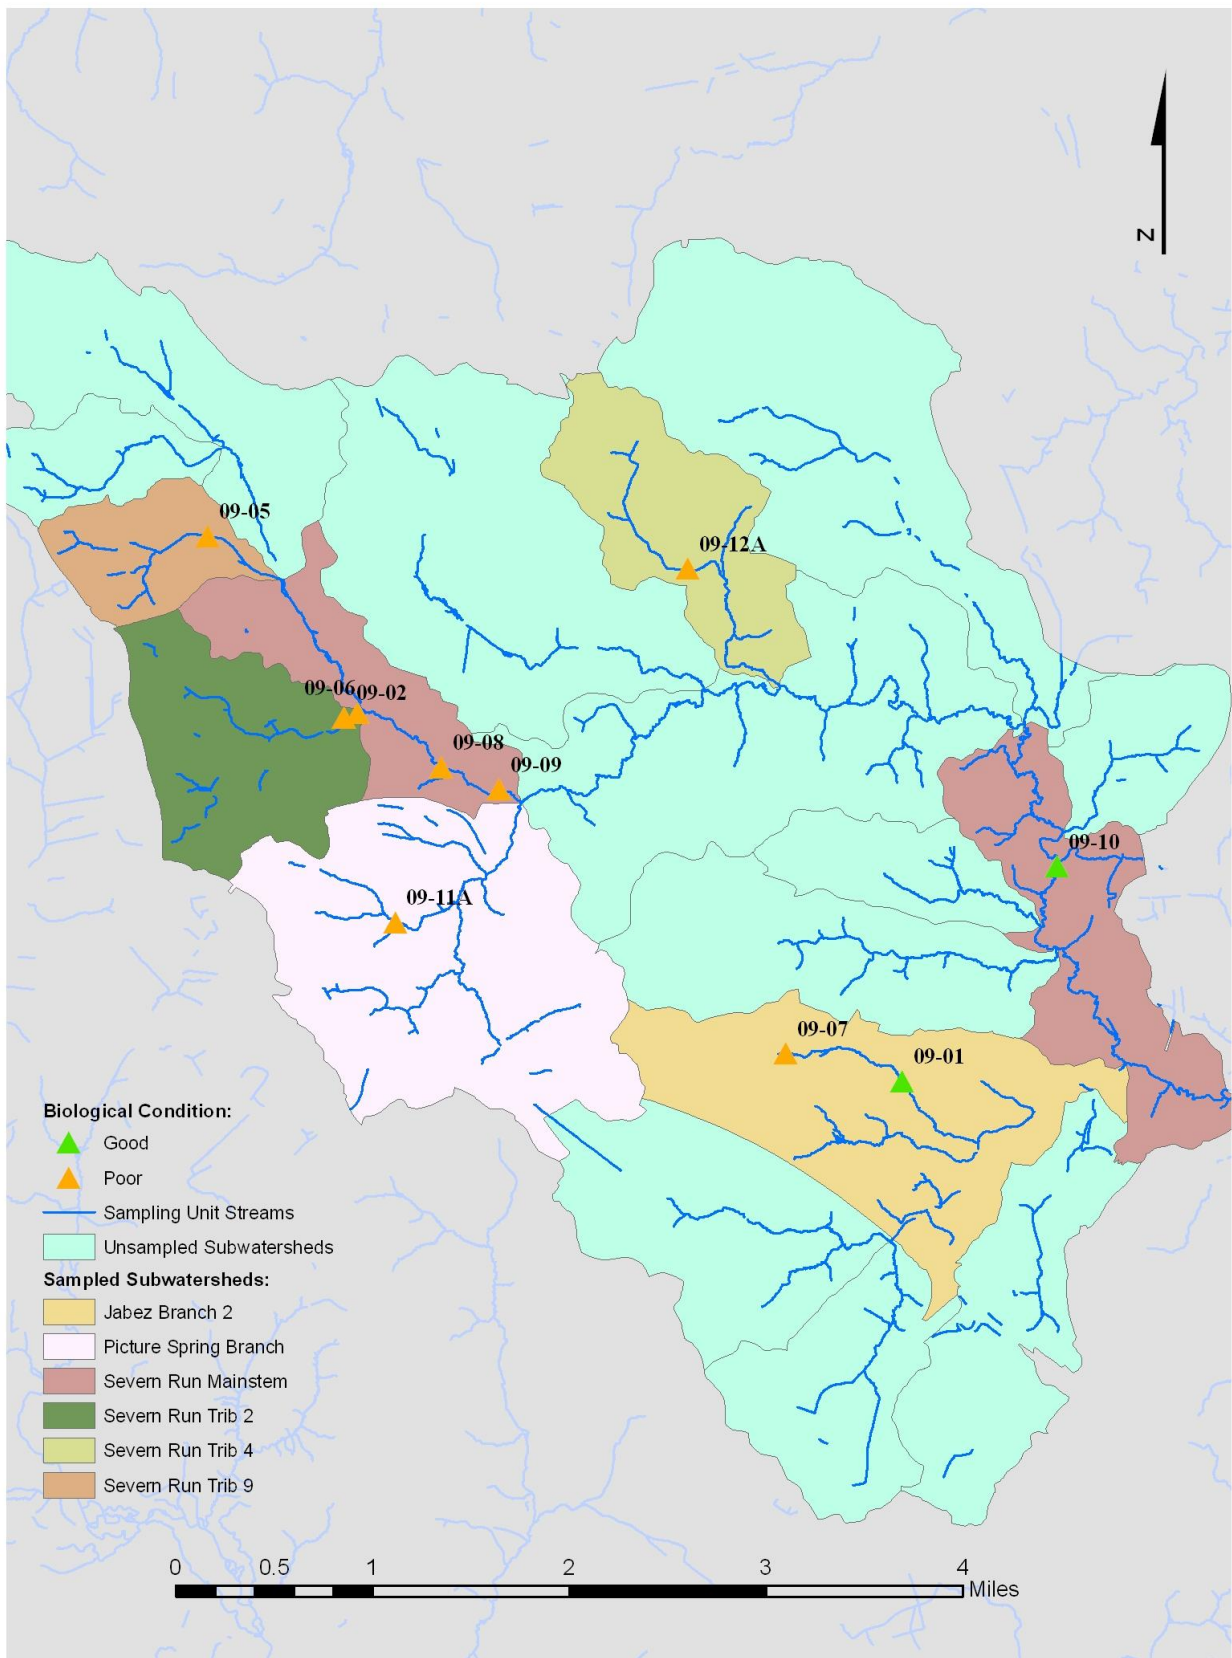 N
09-05
09-12A
09-06
09-02
09-08
09-09
09-10
09-11A
09-07
09-01
Biological Condition:
Good
Poor
Sampling Unit Streams
Unsampled Subwatersheds
Sampled Subwatersheds:
Jabez Branch 2
Picture Spring Branch
Severn Run Mainstem
Severn Run Trib 2
Severn Run Trib 4
Severn Run Trib 9
0 0.5 1 2 3 4
Miles